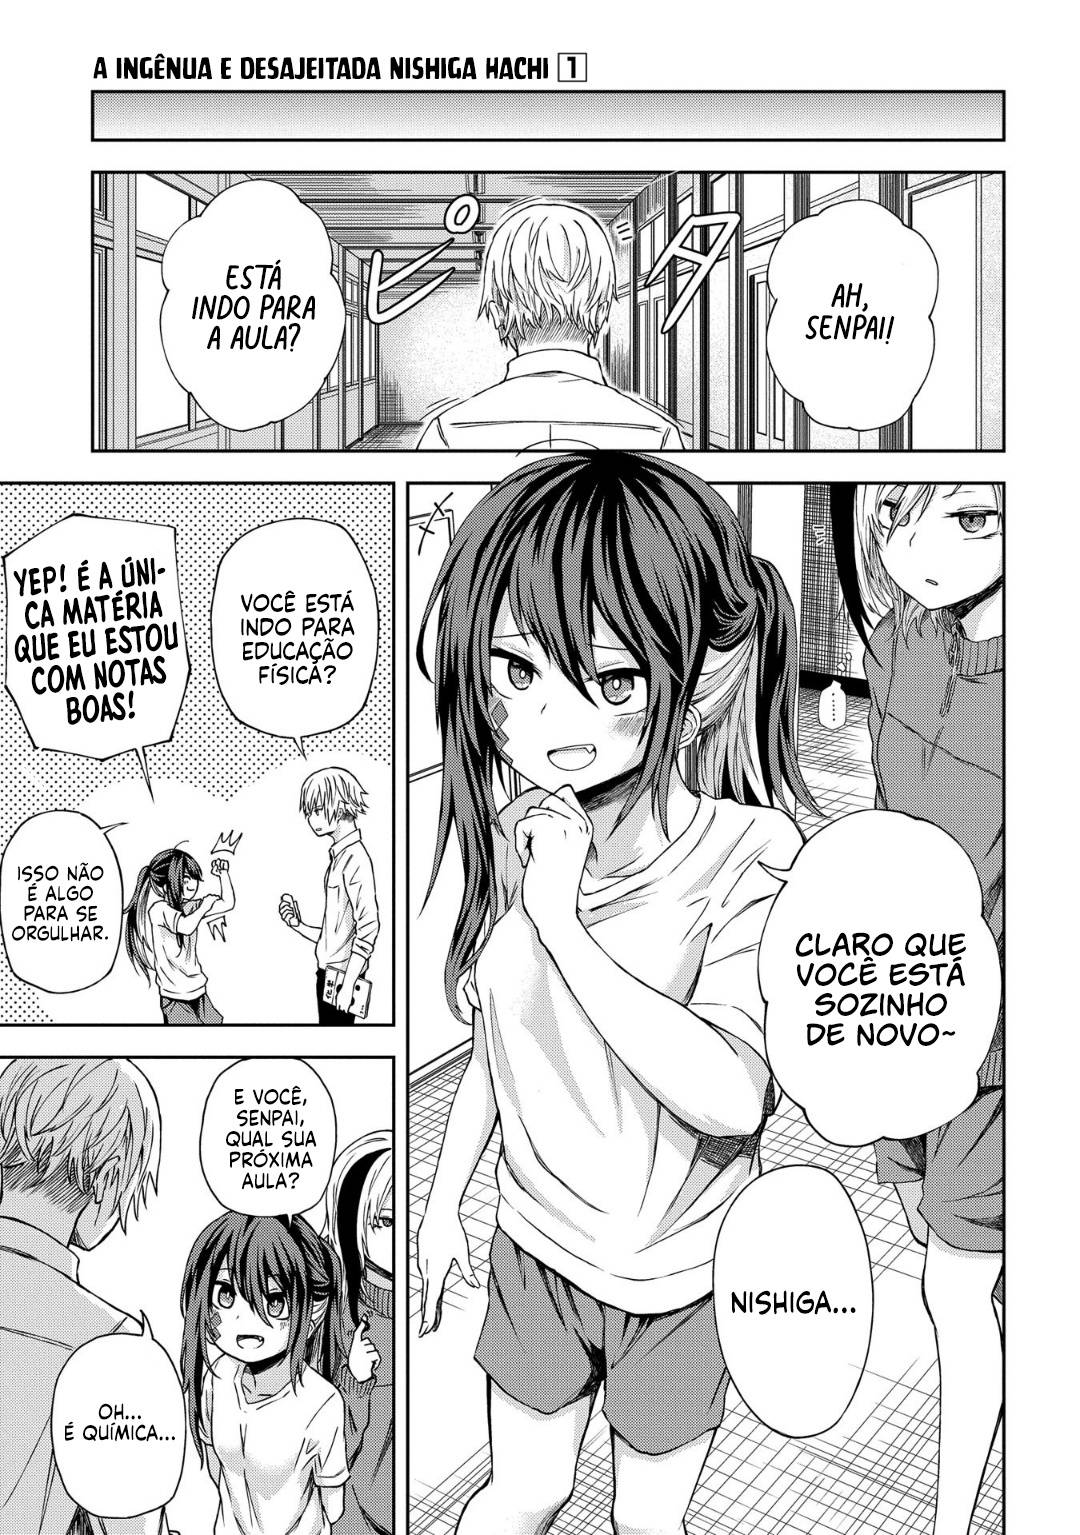 A INGÊNUA E DESAJEITADA NISHIGA HACHI 1
AH,
SENPAI!
ピタ
ESTÁ
INDO PARA
A AULA?
CLARO QUE
VOCÊ ESTÁ
SOZINHO
DE NOVO~
NISHIGA...
VOCÊ ESTÁ
INDO PARA
EDUCAÇÃO
FÍSICA?
YEP! É A ÚNI-
CA MATÉRIA
QUE EU ESTOU
COM NOTAS
BOAS!
ISSO NÃO
É ALGO
PARA SE
ORGULHAR.
E VOCÊ,
SENPAI,
QUAL SUA
PRÓXIMA
AULA?
OH...
É QUÍMICA...